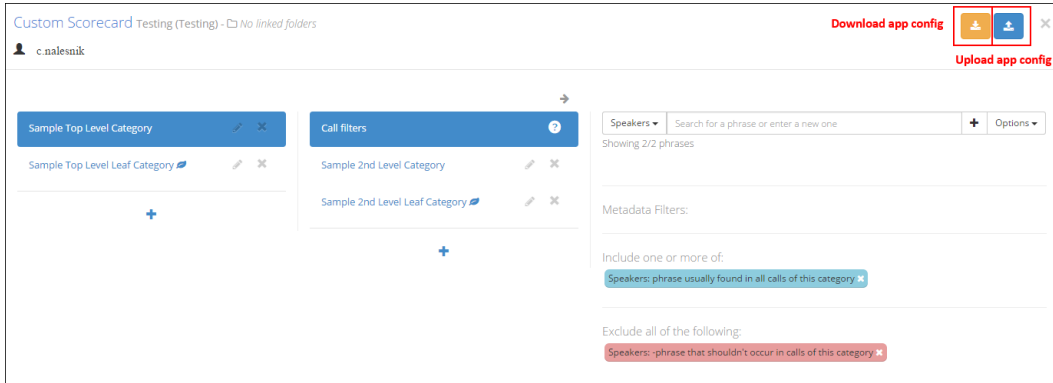 Custom Scorecard Testing (Testing) - No linked folders
Download app config
c.nalesnik
Upload app config
Sample Top Level Category
Sample Top Level Leaf Category
Call filters
Sample 2nd Level Category
Sample 2nd Level Leaf Category
Speakers Search for a phrase or enter a new one Options
Showing 2/2 phrases
Metadata Filters:
Include one or more of:
Speakers: phrase usually found in all calls of this category
Exclude all of the following:
Speakers: -phrase that shouldn't occur in calls of this category